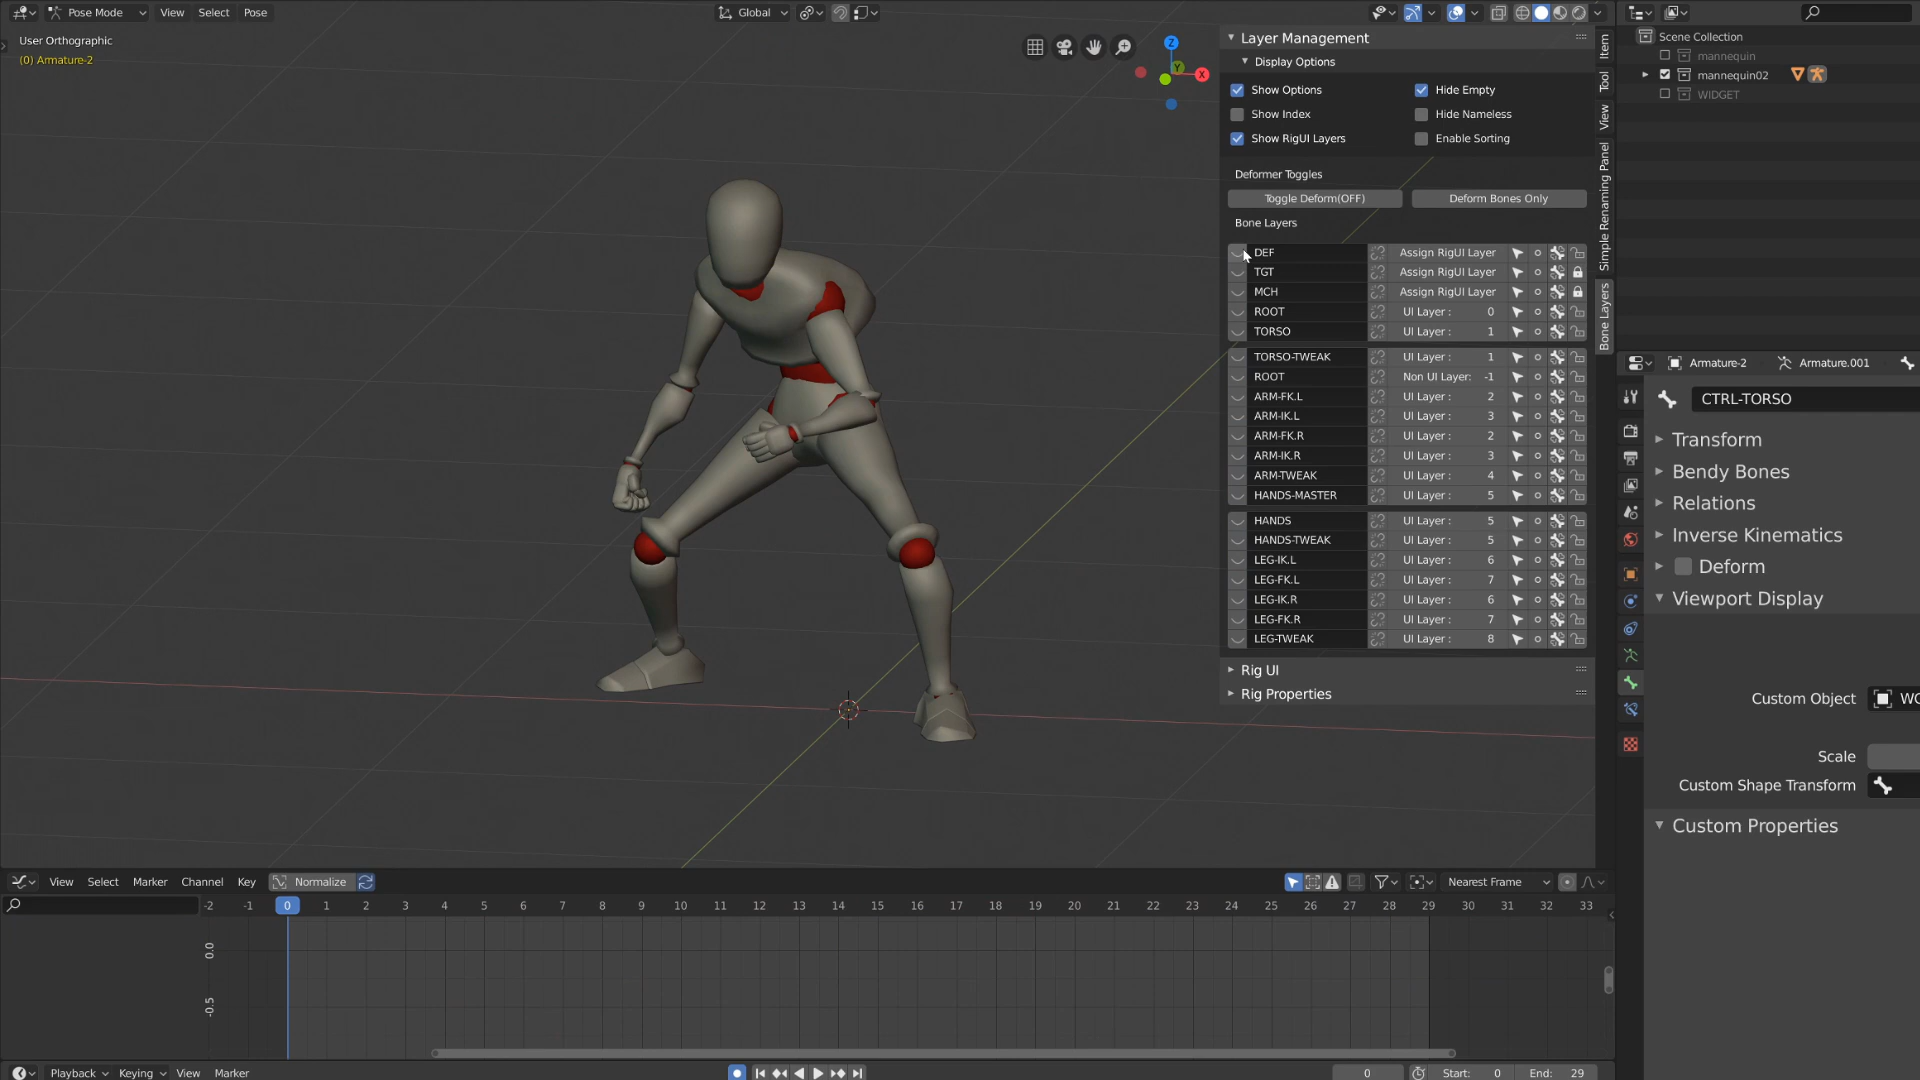 Pose Mode View Select Pose Global
User Orthographic
(0) Armature-2
Z
Y
X
Layer Management
Display Options
Show Options Hide Empty
Show Index Hide Nameless
Show RigUI Layers Enable Sorting
Deformer Toggles
Toggle Deform(OFF) Deform Bones Only
Bone Layers
DEF Assign RigUI Layer
TGT Assign RigUI Layer
MCH Assign RigUI Layer
ROOT UI Layer : 0
TORSO UI Layer : 1
TORSO-TWEAK UI Layer : 1
ROOT Non UI Layer: -1
ARM-FK.L UI Layer : 2
ARM-IK.L UI Layer : 3
ARM-FK.R UI Layer : 2
ARM-IK.R UI Layer : 3
ARM-TWEAK UI Layer : 4
HANDS-MASTER UI Layer : 5
HANDS UI Layer : 5
HANDS-TWEAK UI Layer : 5
LEG-IK.L UI Layer : 6
LEG-FK.L UI Layer : 7
LEG-IK.R UI Layer : 6
LEG-FK.R UI Layer : 7
LEG-TWEAK UI Layer : 8
Rig UI
Rig Properties
Item
Tool
View
Simple Renaming Panel
Bone Layers
Scene Collection
mannequin
mannequin02
WIDGET
Armature-2 Armature.001
CTRL-TORSO
Transform
Bendy Bones
Relations
Inverse Kinematics
Deform
Viewport Display
Custom Object WG
Scale
Custom Shape Transform
Custom Properties
View Select Marker Channel Key Normalize Nearest Frame
-2 -1 0 1 2 3 4 5 6 7 8 9 10 11 12 13 14 15 16 17 18 19 20 21 22 23 24 25 26 27 28 29 30 31 32 33
0.0
-0.5
Playback Keying View Marker 0 Start: 0 End: 29